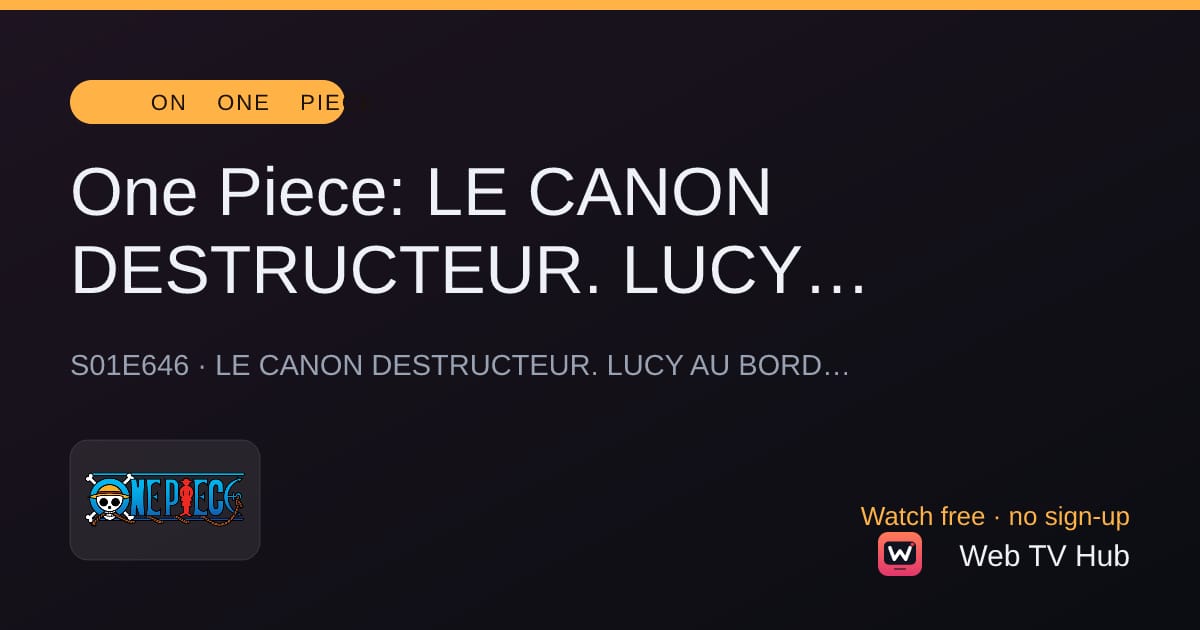 ON ONE PIECE
One Piece: LE CANON
DESTRUCTEUR. LUCY…
S01E646 · LE CANON DESTRUCTEUR. LUCY AU BORD…
ONE PIECE
Watch free · no sign-up
W
Web TV Hub